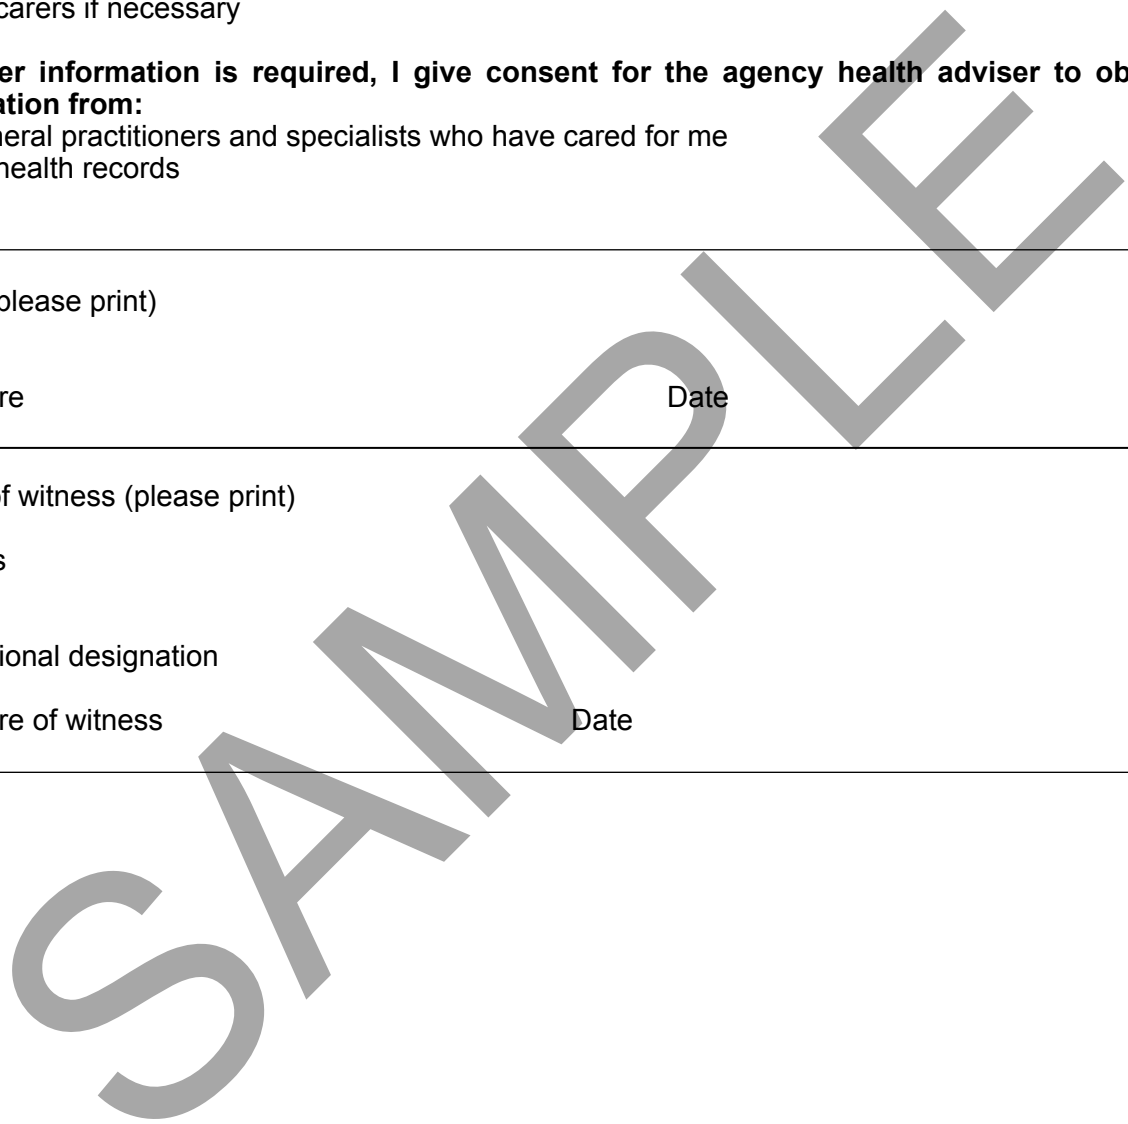 carers if necessary
er information is required, I give consent for the agency health adviser to ob
ation from:
neral practitioners and specialists who have cared for me
health records
please print)
re Date
of witness (please print)
s
ional designation
re of witness Date
SAMPLE